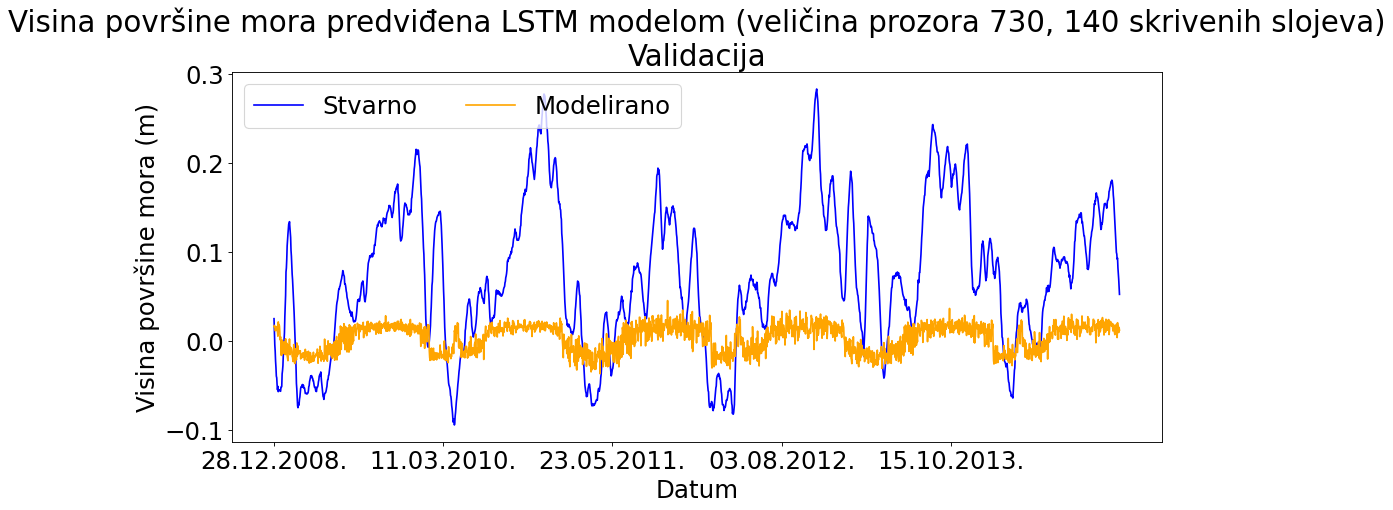 Visina površine mora predviđena LSTM modelom (veličina prozora 730, 140 skrivenih slojeva)
Validacija
Stvarno
Modelirano
Visina površine mora (m)
0.3
0.2
0.1
0.0
−0.1
28.12.2008.
11.03.2010.
23.05.2011.
03.08.2012.
15.10.2013.
Datum